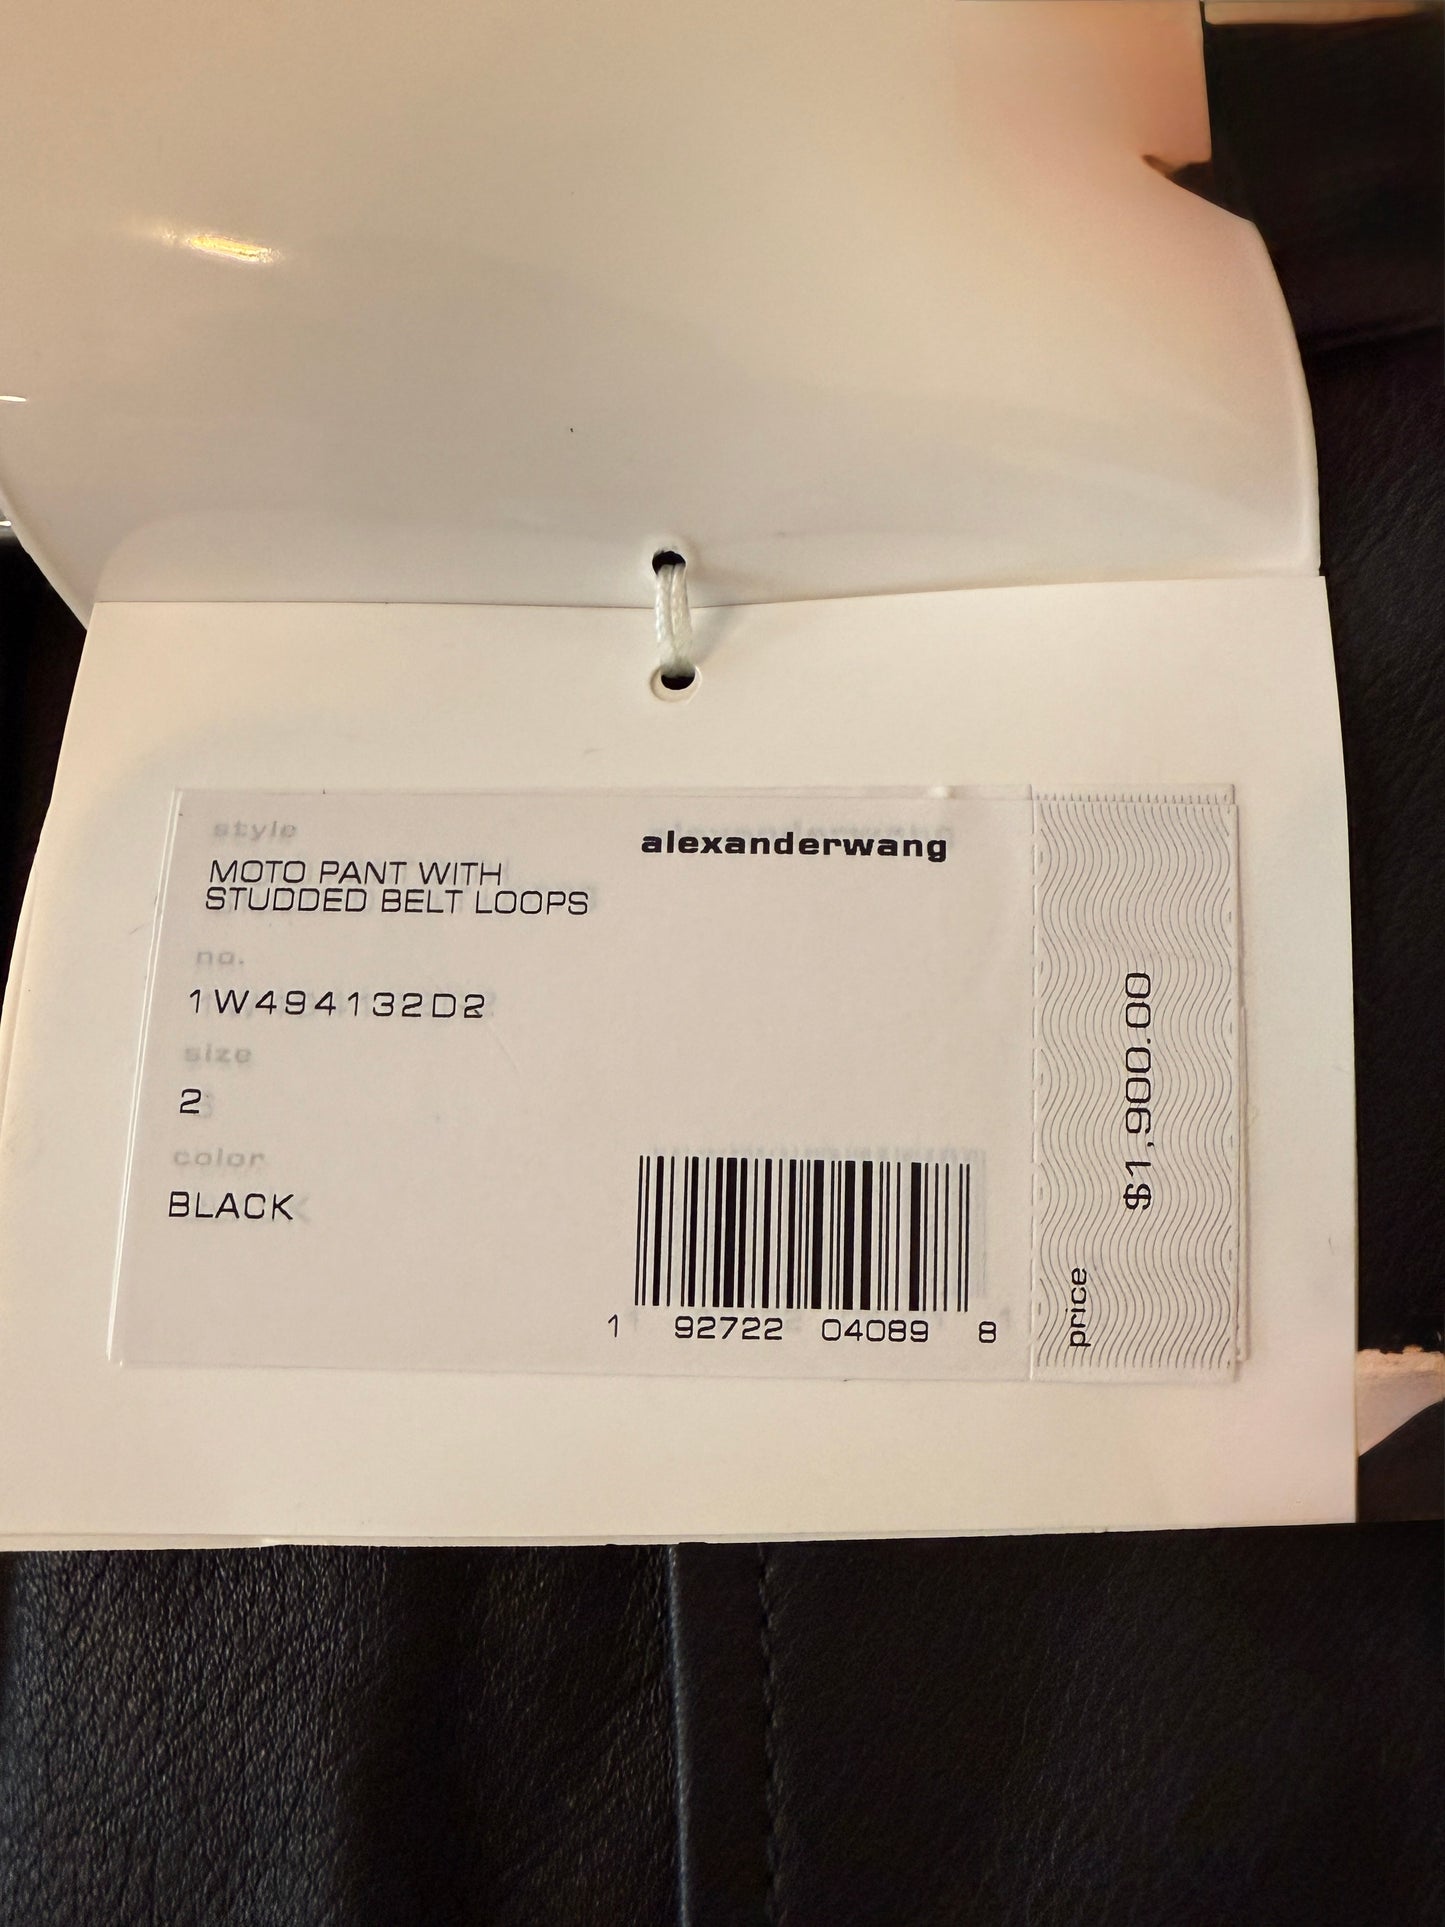 style
alexanderwang
MOTO PANT WITH
STUDDED BELT LOOPS
no.
1W494132D2
size
2
color
BLACK
1 92722 04089 8
price
$1,900.00